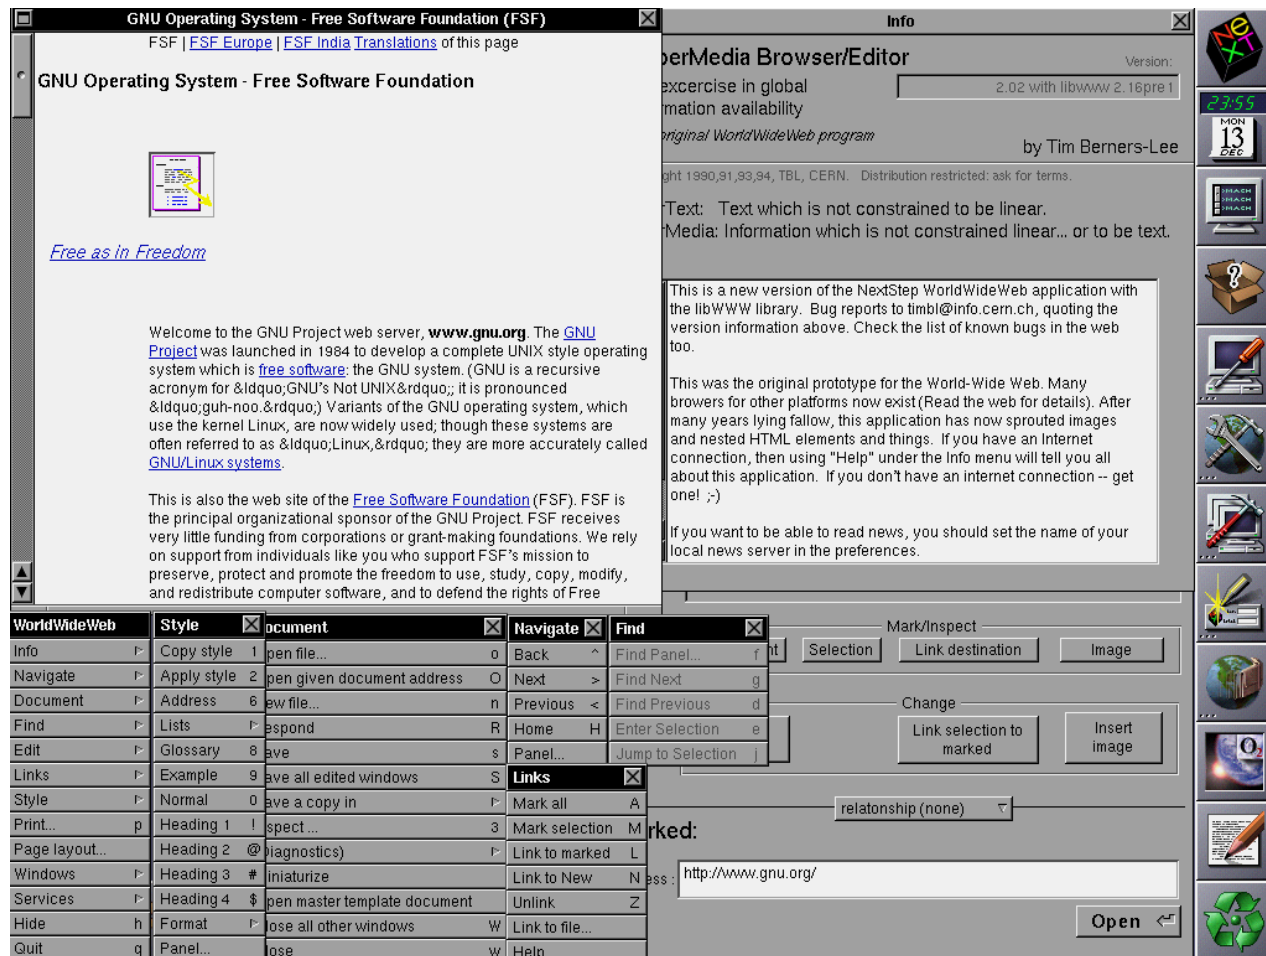 GNU Operating System - Free Software Foundation (FSF)
FSF | FSF Europe | FSF India Translations of this page
GNU Operating System - Free Software Foundation
Free as in Freedom
Welcome to the GNU Project web server, www.gnu.org. The GNU
Project was launched in 1984 to develop a complete UNIX style operating
system which is free software: the GNU system. (GNU is a recursive
acronym for &ldquo;GNU's Not UNIX&rdquo;; it is pronounced
&ldquo;guh-noo.&rdquo;) Variants of the GNU operating system, which
use the kernel Linux, are now widely used; though these systems are
often referred to as &ldquo;Linux,&rdquo; they are more accurately called
GNU/Linux systems.
This is also the web site of the Free Software Foundation (FSF). FSF is
the principal organizational sponsor of the GNU Project. FSF receives
very little funding from corporations or grant-making foundations. We rely
on support from individuals like you who support FSF's mission to
preserve, protect and promote the freedom to use, study, copy, modify,
and redistribute computer software, and to defend the rights of Free
Info
perMedia Browser/Editor
Version:
excercise in global
2.02 with libwww 2.16pre1
mation availability
original WorldWideWeb program
by Tim Berners-Lee
ght 1990,91,93,94, TBL, CERN. Distribution restricted: ask for terms.
rText: Text which is not constrained to be linear.
rMedia: Information which is not constrained linear... or to be text.
This is a new version of the NextStep WorldWideWeb application with
the libWWW library. Bug reports to timbl@info.cern.ch, quoting the
version information above. Check the list of known bugs in the web
too.
This was the original prototype for the World-Wide Web. Many
browers for other platforms now exist (Read the web for details). After
many years lying fallow, this application has now sprouted images
and nested HTML elements and things. If you have an Internet
connection, then using "Help" under the Info menu will tell you all
about this application. If you don't have an internet connection -- get
one! ;-)
If you want to be able to read news, you should set the name of your
local news server in the preferences.
WorldWideWeb
Info
Navigate
Document
Find
Edit
Links
Style
Print... p
Page layout...
Windows
Services
Hide h
Quit q
Style
Copy style 1
Apply style 2
Address 6
Lists
Glossary 8
Example 9
Normal 0
Heading 1 !
Heading 2 @
Heading 3 #
Heading 4 $
Format
Panel...
ocument
pen file... o
pen given document address O
ew file... n
espond R
ave s
ave all edited windows S
ave a copy in
spect ... 3
Diagnostics)
iniaturize
pen master template document
lose all other windows W
lose w
Navigate
Back ^
Next >
Previous <
Home H
Panel...
Find
Find Panel... f
Find Next g
Find Previous d
Enter Selection e
Jump to Selection j
Links
Mark all A
Mark selection M
Link to marked L
Link to New N
Unlink Z
Link to file...
Help
Mark/Inspect
nt
Selection
Link destination
Image
Change
Link selection to
marked
Insert
image
relatonship (none)
rked:
ess : http://www.gnu.org/
Open
NeXT
23:55
MON
13
DEC
>MACH
>MACH
>MACH
?
O2